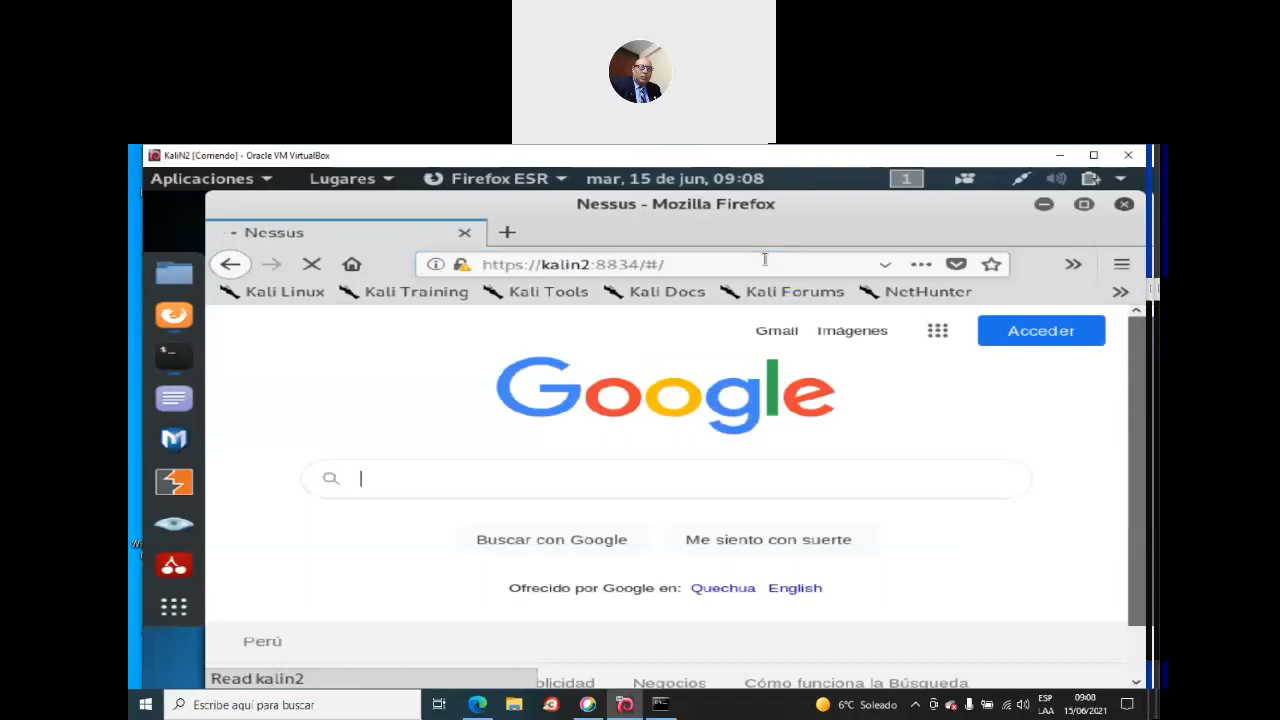 KaliN2 [Corriendo] - Oracle VM VirtualBox
Aplicaciones Lugares Firefox ESR mar, 15 de jun, 09:08 1
Nessus - Mozilla Firefox
Nessus
https://kalin2:8834/#/
Kali Linux Kali Training Kali Tools Kali Docs Kali Forums NetHunter
Gmail Imágenes Acceder
Google
Buscar con Google Me siento con suerte
Ofrecido por Google en: Quechua English
Perú
Read kalin2
Negocios Cómo funciona la Búsqueda
Escribe aquí para buscar
6°C Soleado
ESP
LAA
09:08
15/06/2021